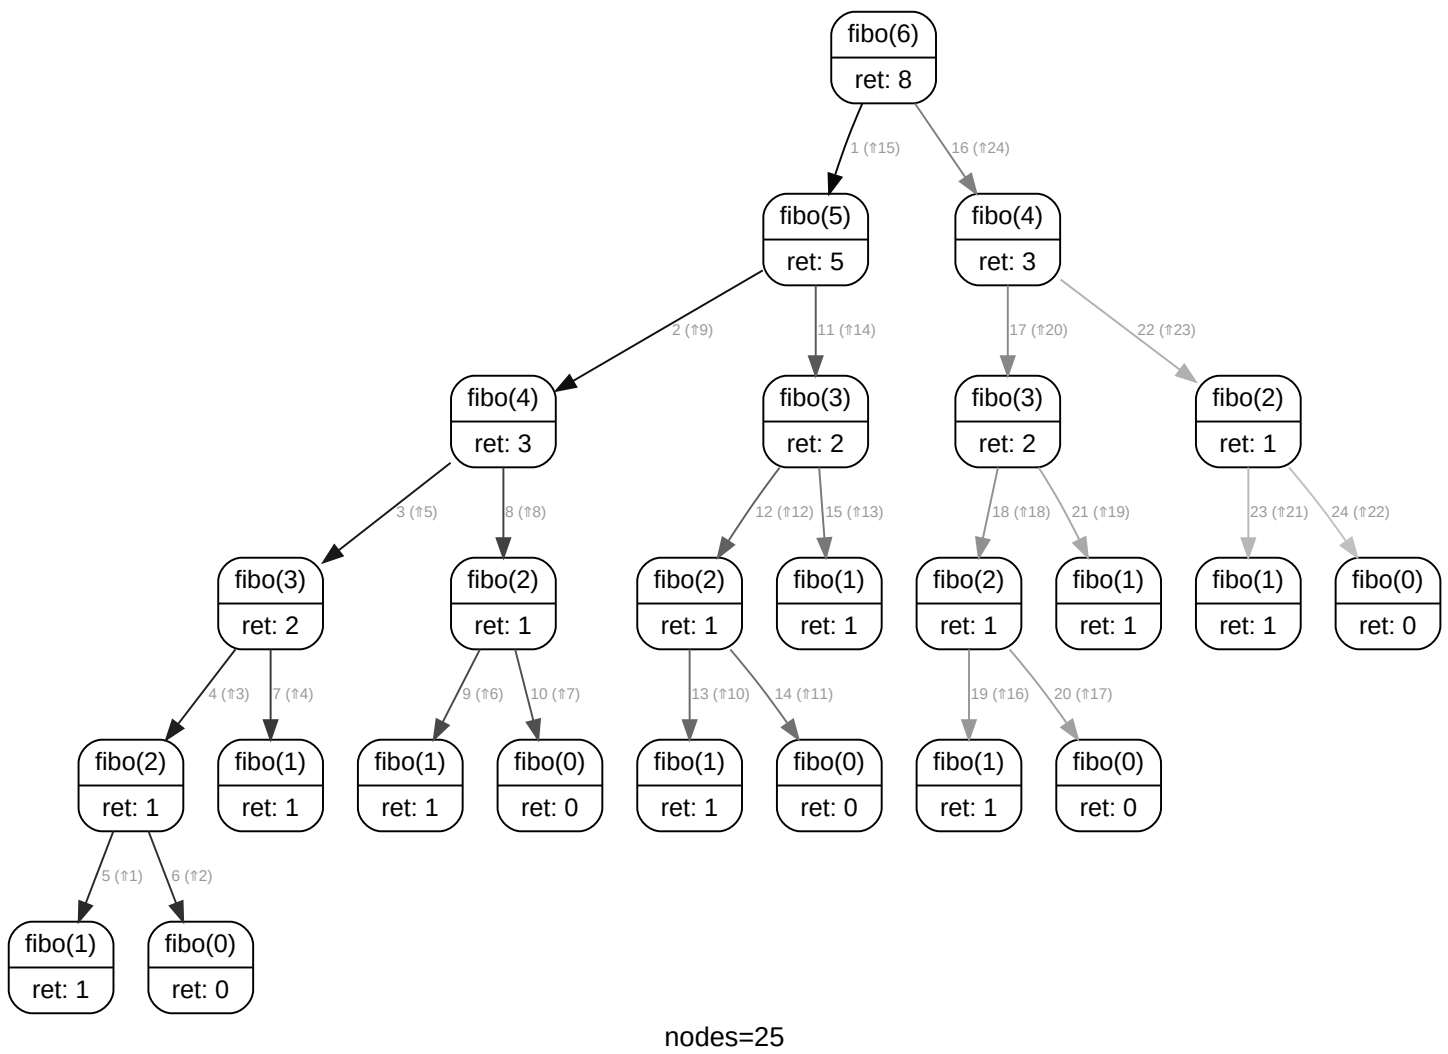 fibo(6)
ret: 8
1 (⇑15)
16 (⇑24)
fibo(5)
ret: 5
fibo(4)
ret: 3
2 (⇑9)
11 (⇑14)
17 (⇑20)
22 (⇑23)
fibo(4)
ret: 3
fibo(3)
ret: 2
fibo(3)
ret: 2
fibo(2)
ret: 1
3 (⇑5)
8 (⇑8)
12 (⇑12)
15 (⇑13)
18 (⇑18)
21 (⇑19)
23 (⇑21)
24 (⇑22)
fibo(3)
ret: 2
fibo(2)
ret: 1
fibo(2)
ret: 1
fibo(1)
ret: 1
fibo(2)
ret: 1
fibo(1)
ret: 1
fibo(1)
ret: 1
fibo(0)
ret: 0
4 (⇑3)
7 (⇑4)
9 (⇑6)
10 (⇑7)
13 (⇑10)
14 (⇑11)
19 (⇑16)
20 (⇑17)
fibo(2)
ret: 1
fibo(1)
ret: 1
fibo(1)
ret: 1
fibo(0)
ret: 0
fibo(1)
ret: 1
fibo(0)
ret: 0
fibo(1)
ret: 1
fibo(0)
ret: 0
5 (⇑1)
6 (⇑2)
fibo(1)
ret: 1
fibo(0)
ret: 0
nodes=25